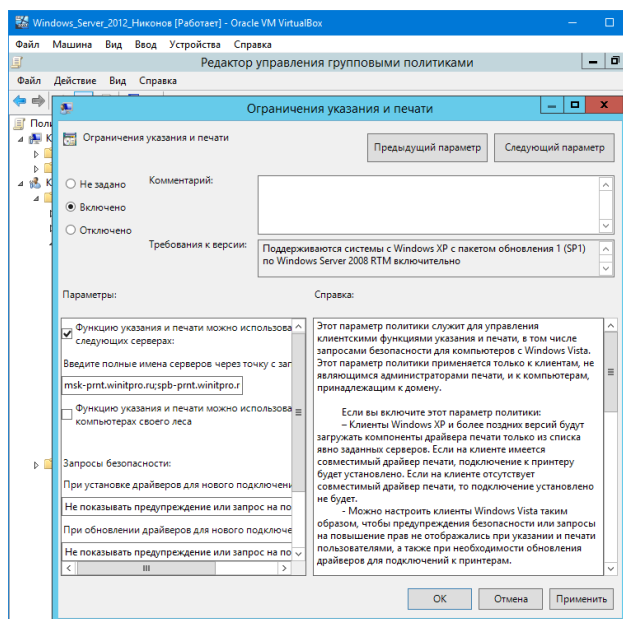 Windows_Server_2012_Никонов [Работает] - Oracle VM VirtualBox
Файл Машина Вид Ввод Устройства Справка
Редактор управления групповыми политиками
Файл Действие Вид Справка
Ограничения указания и печати
Ограничения указания и печати
Предыдущий параметр Следующий параметр
Не задано
Включено
Отключено
Комментарий:
Требования к версии:
Поддерживаются системы с Windows XP с пакетом обновления 1 (SP1)
по Windows Server 2008 RTM включительно
Параметры:
Функцию указания и печати можно использова
следующих серверах:
Введите полные имена серверов через точку с зап
msk-prnt.winitpro.ru;spb-prnt.winitpro.r
Функцию указания и печати можно использова
компьютерах своего леса
Запросы безопасности:
При установке драйверов для нового подключени
Не показывать предупреждение или запрос на по
При обновлении драйверов для нового подключе
Не показывать предупреждение или запрос на по
Справка:
Этот параметр политики служит для управления
клиентскими функциями указания и печати, в том числе
запросами безопасности для компьютеров с Windows Vista.
Этот параметр политики применяется только к клиентам, не
являющимся администраторами печати, и к компьютерам,
принадлежащим к домену.
Если вы включите этот параметр политики:
– Клиенты Windows XP и более поздних версий будут
загружать компоненты драйвера печати только из списка
явно заданных серверов. Если на клиенте имеется
совместимый драйвер печати, подключение к принтеру
будет установлено. Если на клиенте отсутствует
совместимый драйвер печати, то подключение установлено
не будет.
- Можно настроить клиенты Windows Vista таким
образом, чтобы предупреждения безопасности или запросы
на повышение прав не отображались при указании и печати
пользователями, а также при необходимости обновления
драйверов для подключений к принтерам.
ОК Отмена Применить